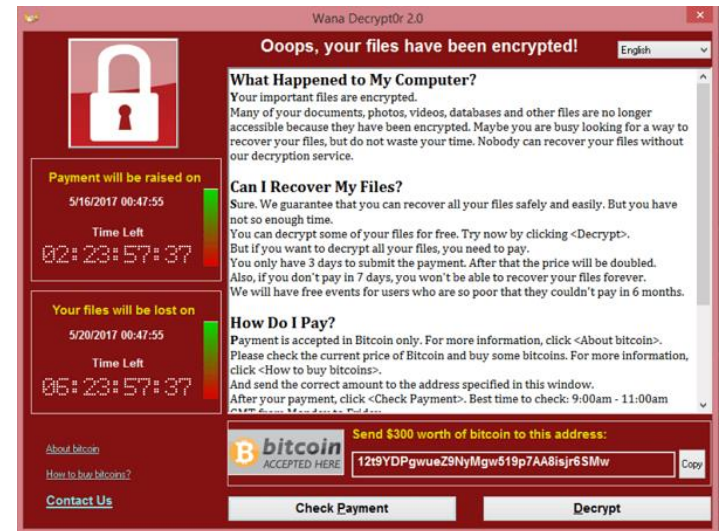 Wana Decrypt0r 2.0
Ooops, your files have been encrypted!
English
What Happened to My Computer?
Your important files are encrypted.
Many of your documents, photos, videos, databases and other files are no longer
accessible because they have been encrypted. Maybe you are busy looking for a way to
recover your files, but do not waste your time. Nobody can recover your files without
our decryption service.
Can I Recover My Files?
Sure. We guarantee that you can recover all your files safely and easily. But you have
not so enough time.
You can decrypt some of your files for free. Try now by clicking <Decrypt>.
But if you want to decrypt all your files, you need to pay.
You only have 3 days to submit the payment. After that the price will be doubled.
Also, if you don't pay in 7 days, you won't be able to recover your files forever.
We will have free events for users who are so poor that they couldn't pay in 6 months.
How Do I Pay?
Payment is accepted in Bitcoin only. For more information, click <About bitcoin>.
Please check the current price of Bitcoin and buy some bitcoins. For more information,
click <How to buy bitcoins>.
And send the correct amount to the address specified in this window.
After your payment, click <Check Payment>. Best time to check: 9:00am - 11:00am
GMT from Monday to Friday
Payment will be raised on
5/16/2017 00:47:55
Time Left
02:23:57:37
Your files will be lost on
5/20/2017 00:47:55
Time Left
06:23:57:37
About bitcoin
How to buy bitcoins?
Contact Us
bitcoin
ACCEPTED HERE
Send $300 worth of bitcoin to this address:
12t9YDPgwueZ9NyMgw519p7AA8isjr6SMw
Copy
Check Payment
Decrypt